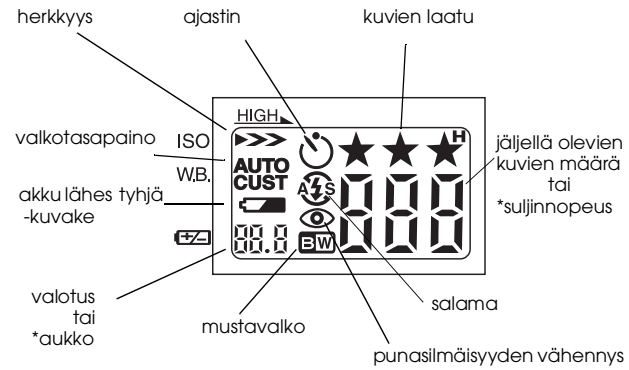 herkkyys
ajastin
kuvien laatu
HIGH
H
valkotasapaino
ISO
W.B.
AUTO
CUST
jäljellä olevien
kuvien määrä
tai
*suljinnopeus
akku lähes tyhjä
-kuvake
A S
888
+/-
88.8
BW
valotus
tai
*aukko
mustavalko
salama
punasilmäisyyden vähennys